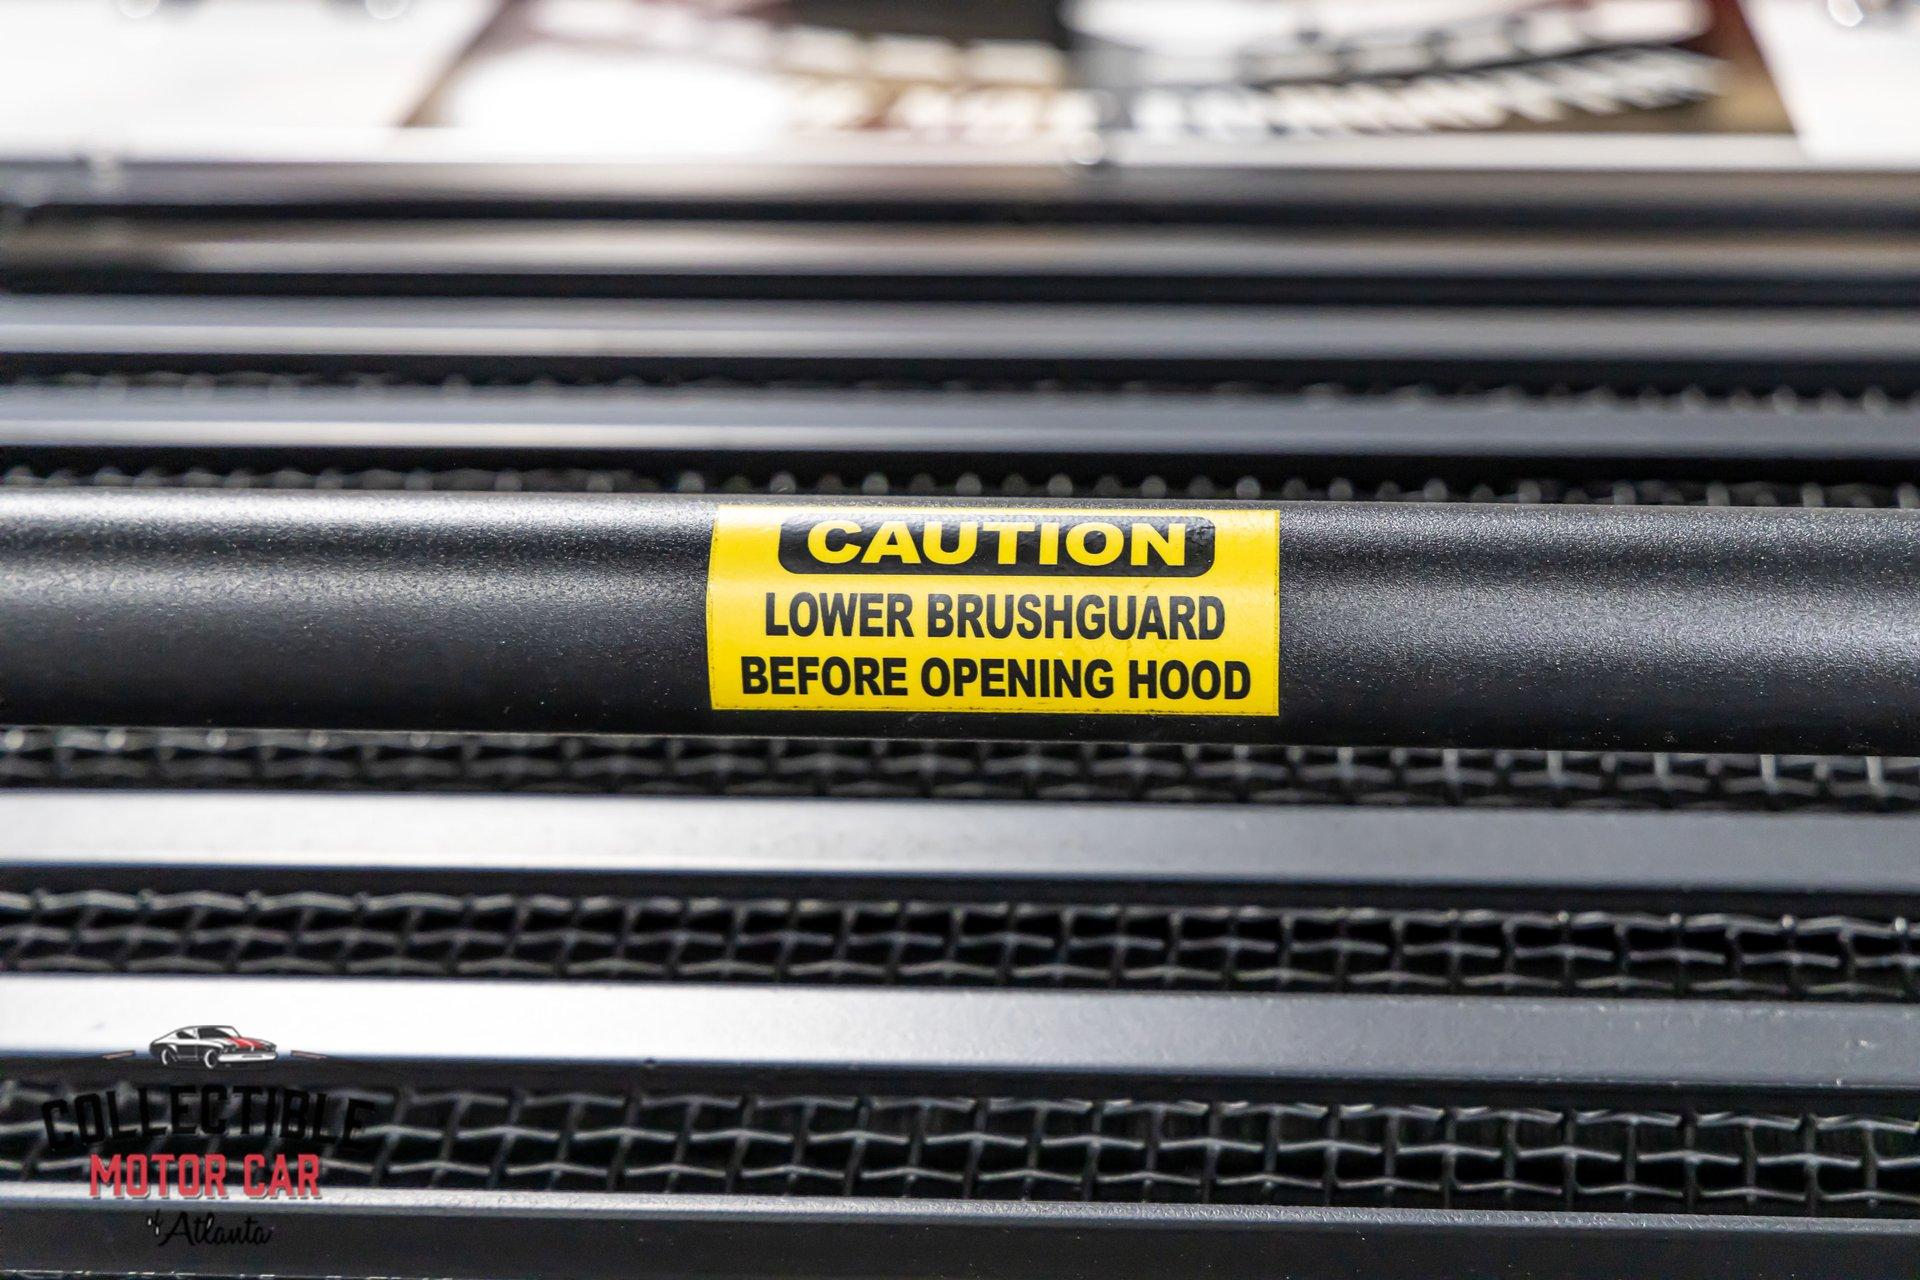 CAUTION
LOWER BRUSHGUARD
BEFORE OPENING HOOD
COLLECTIBLE
MOTOR CAR
of Atlanta